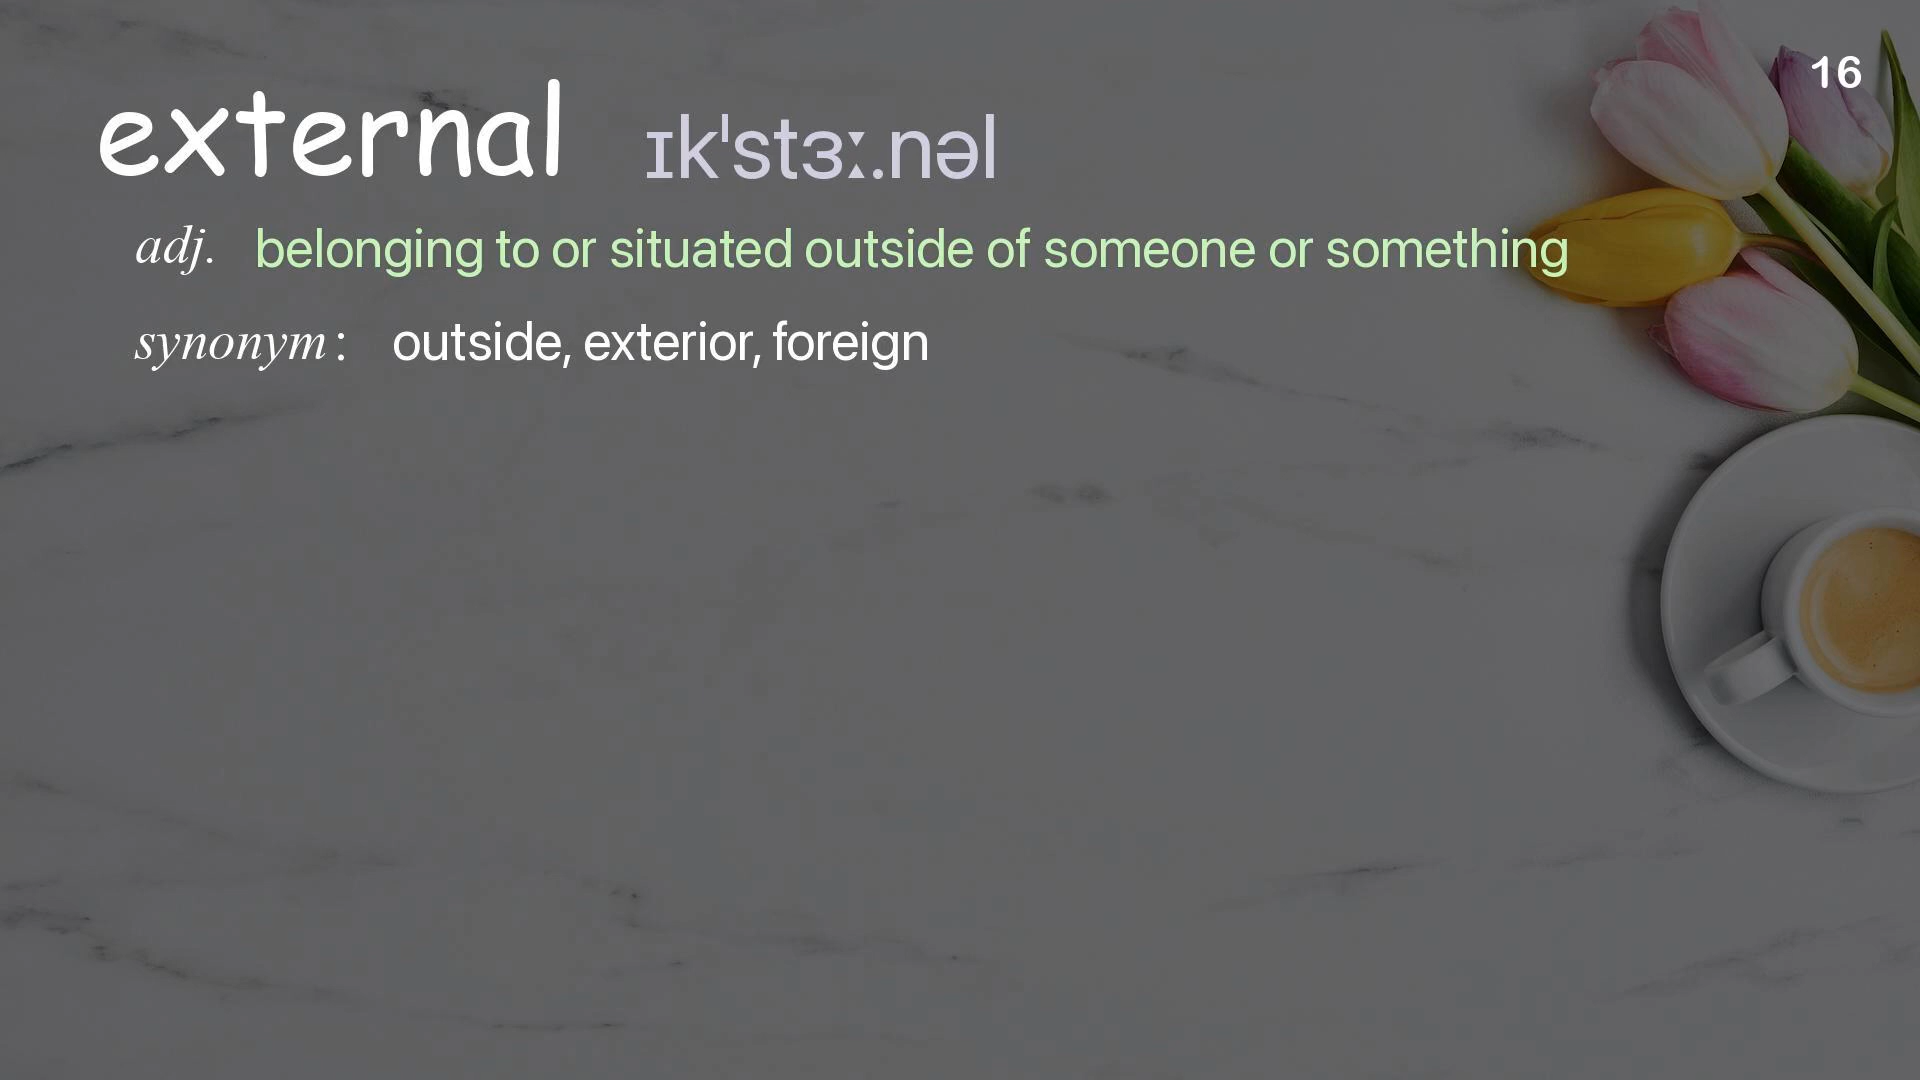 16
external ɪkˈstɜː.nəl
adj. belonging to or situated outside of someone or something
synonym: outside, exterior, foreign